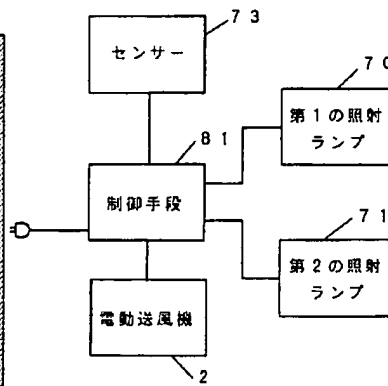 73
センサー
70
第1の照射
ランプ
81
制御手段
71
第2の照射
ランプ
電動送風機
2